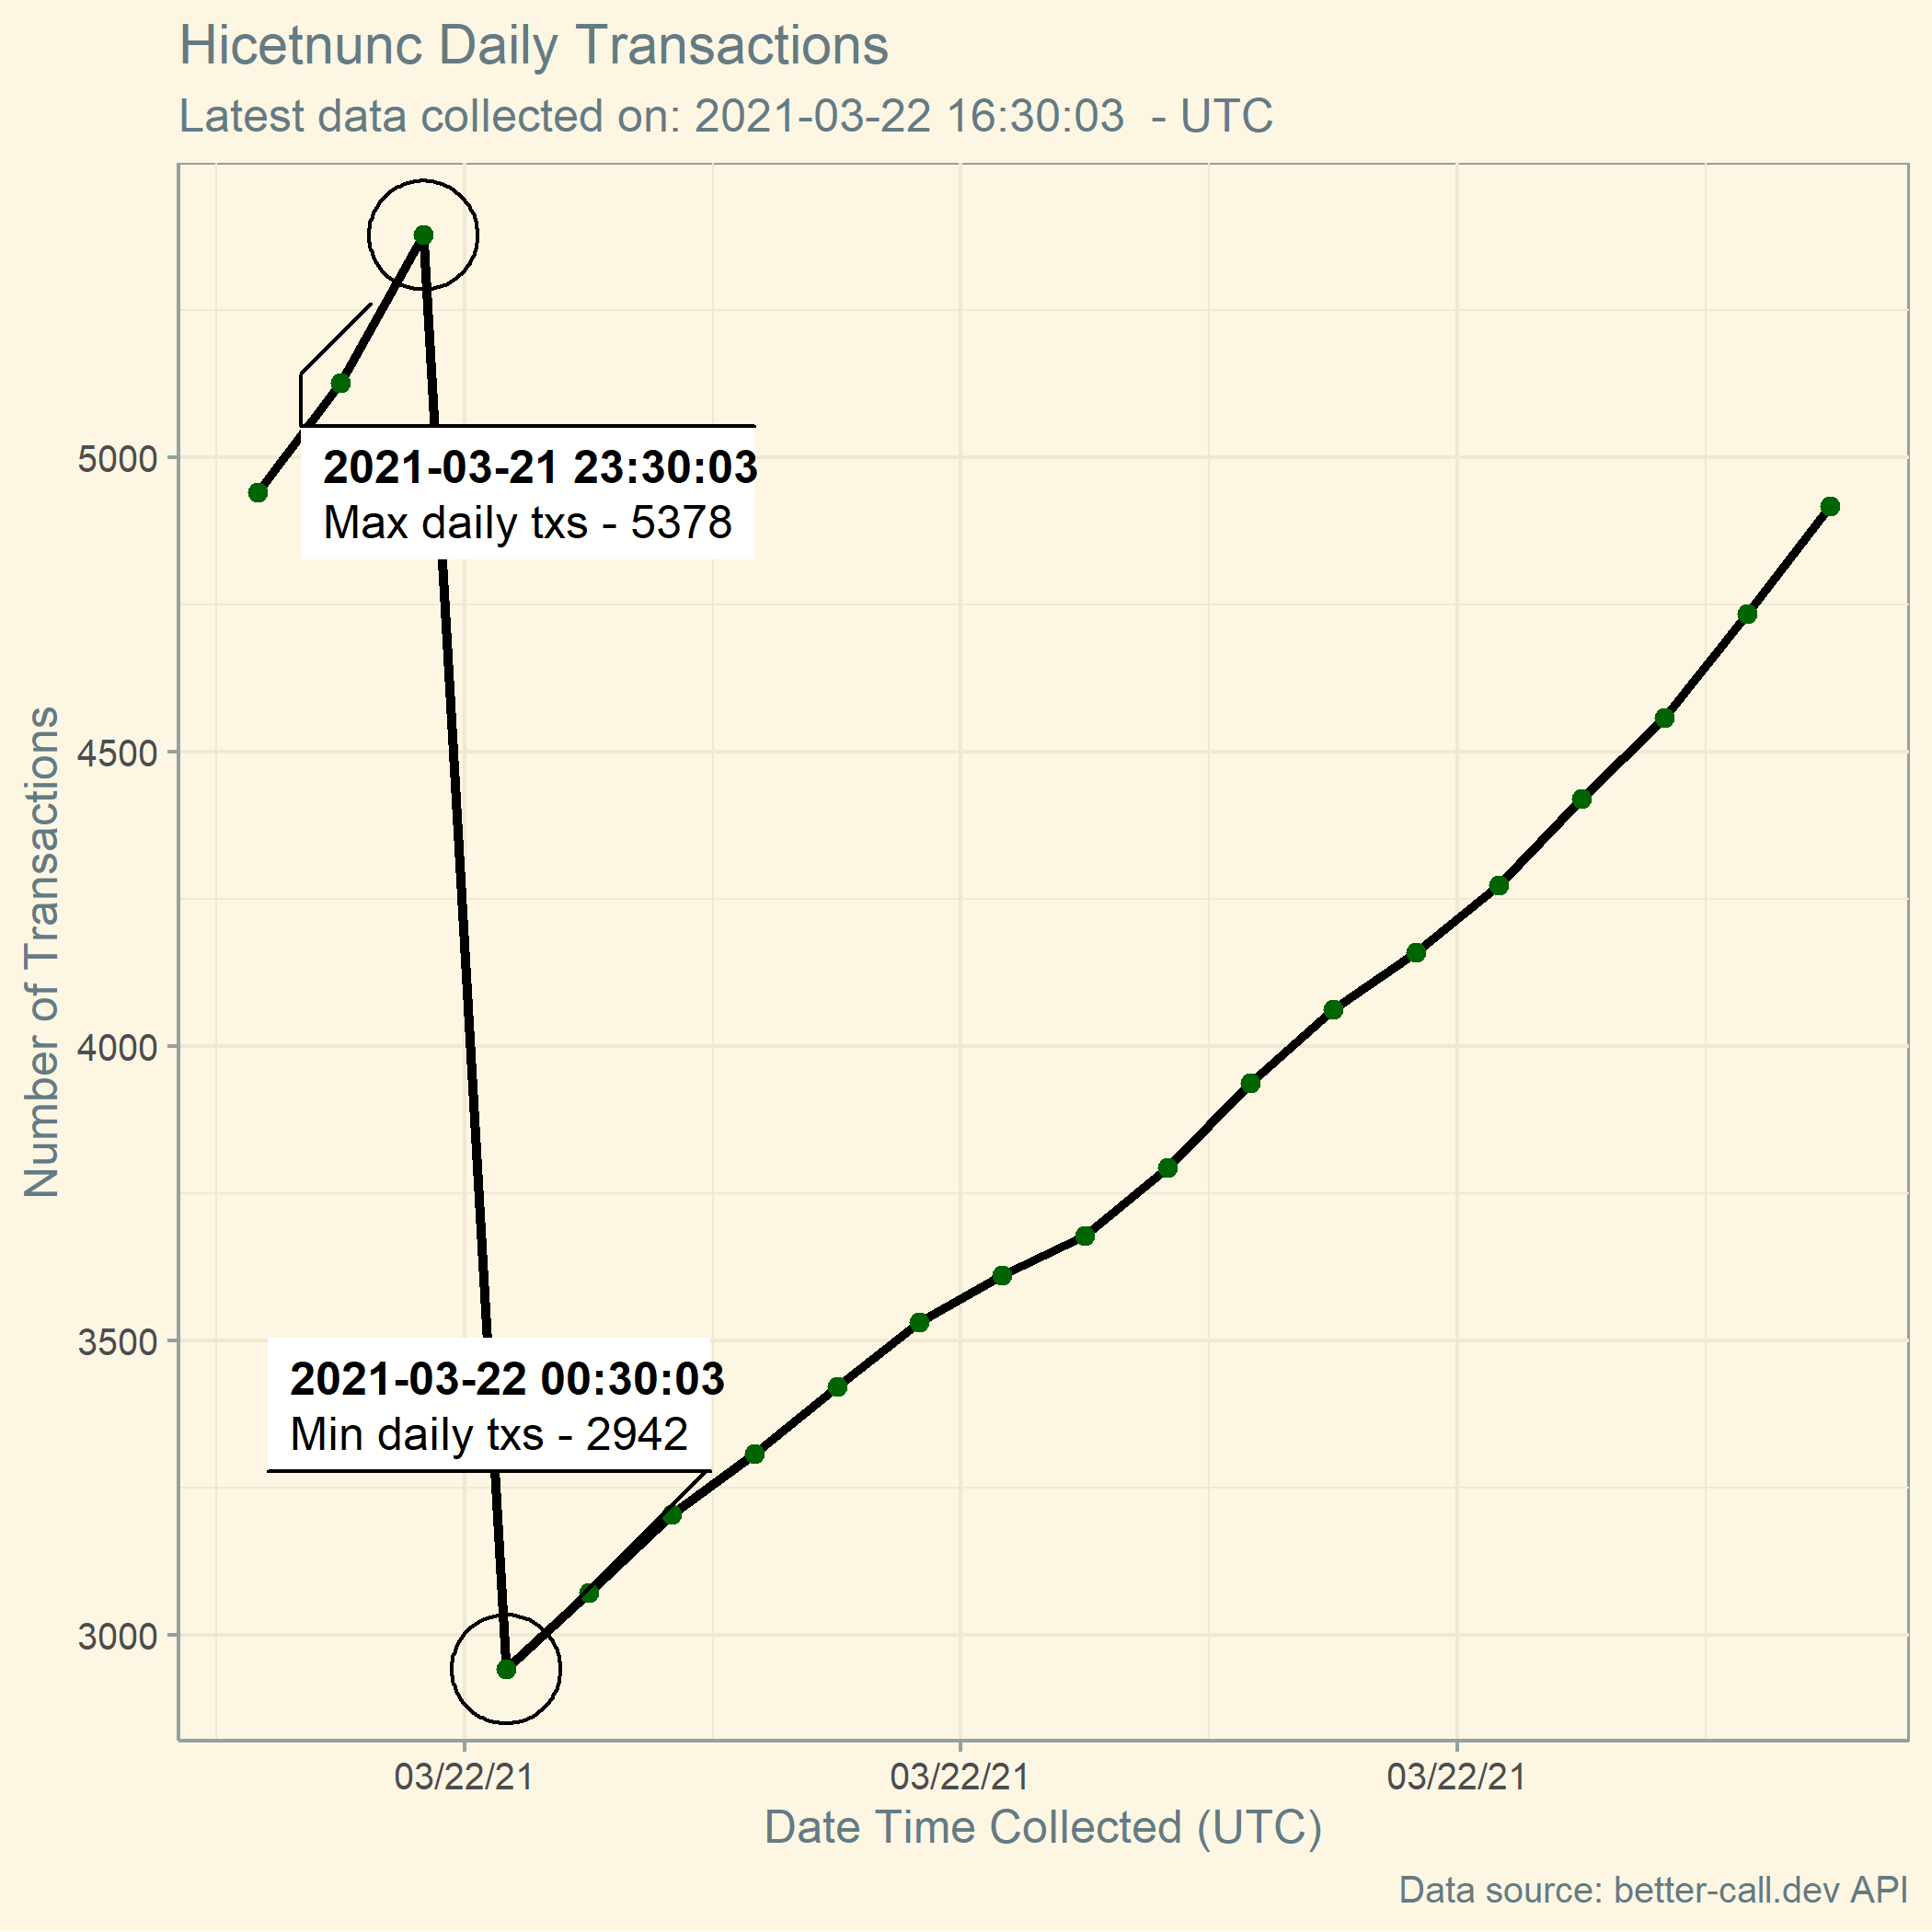 Hicetnunc Daily Transactions
Latest data collected on: 2021-03-22 16:30:03  - UTC
Number of Transactions
5000
4500
4000
3500
3000
2021-03-21 23:30:03
Max daily txs - 5378
2021-03-22 00:30:03
Min daily txs - 2942
03/22/21
03/22/21
03/22/21
Date Time Collected (UTC)
Data source: better-call.dev API